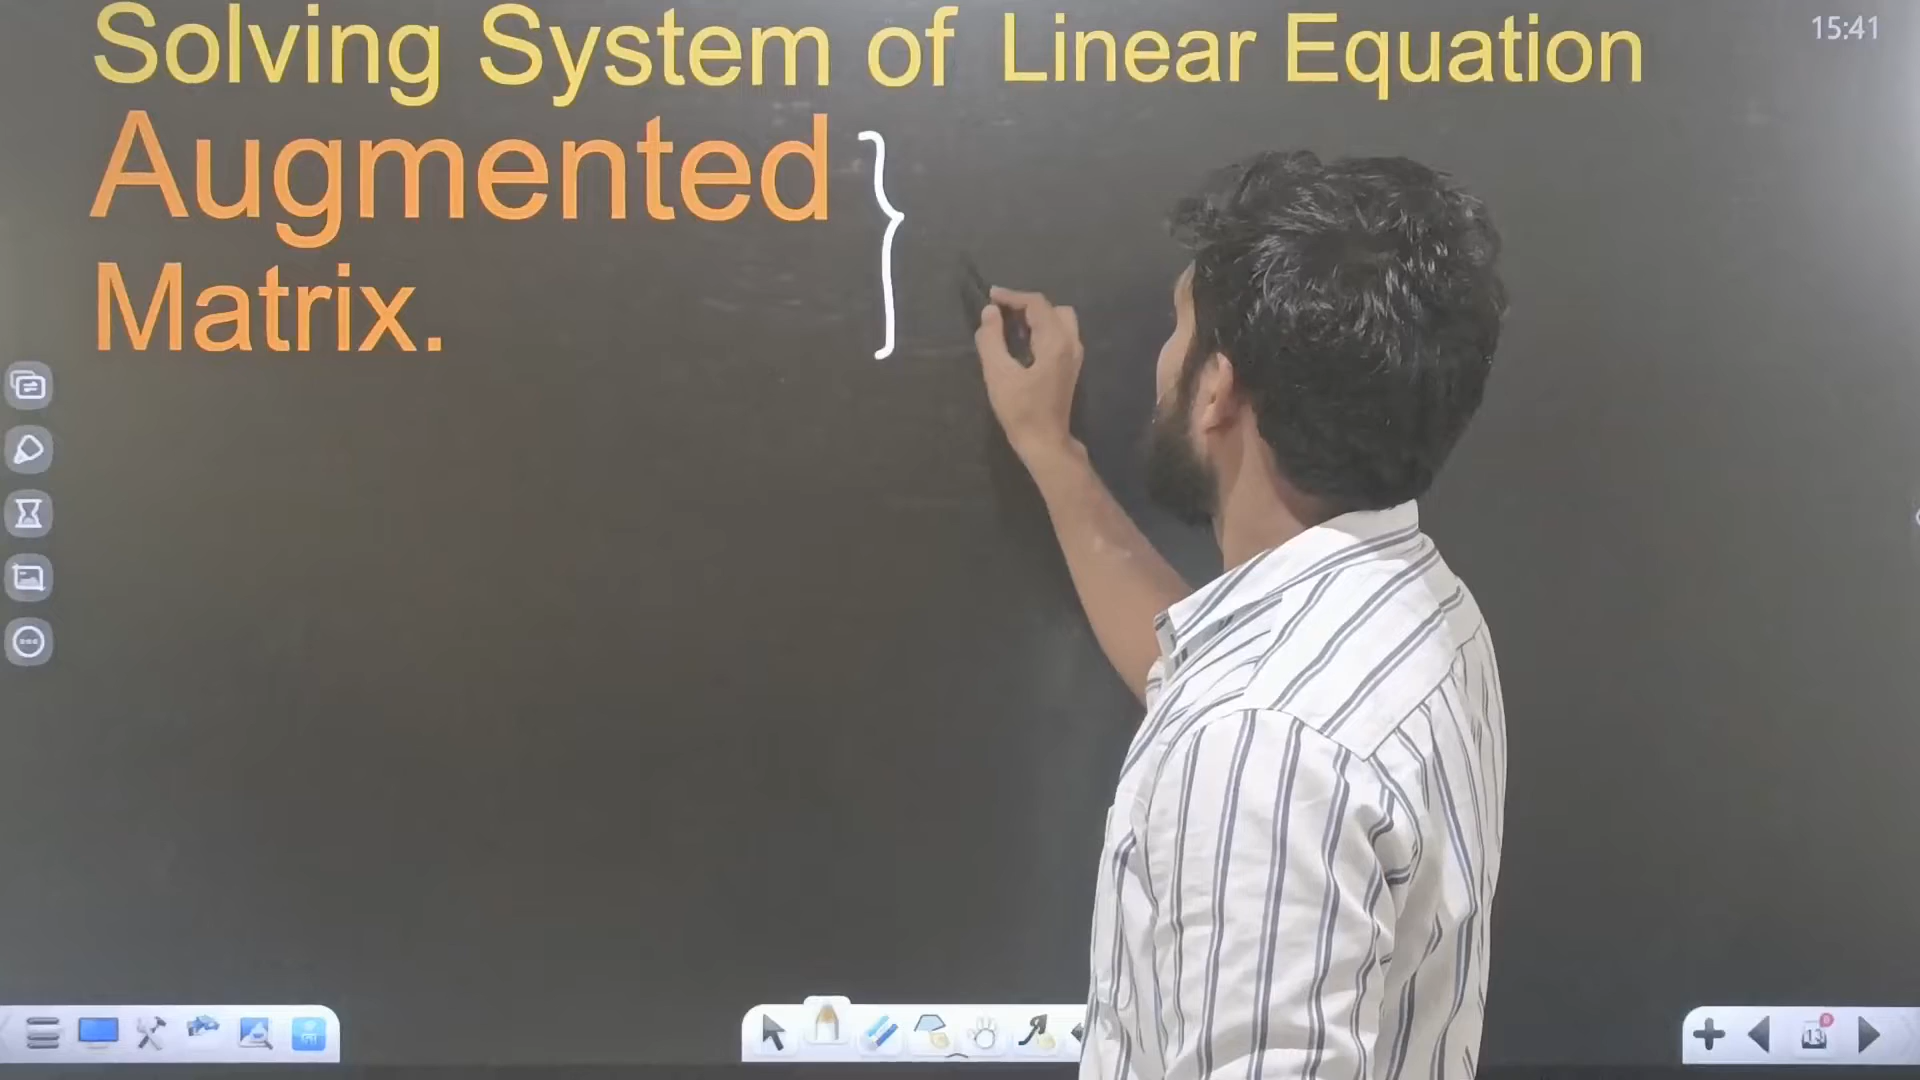 Solving System of Linear Equation
15:41
Augmented
Matrix.